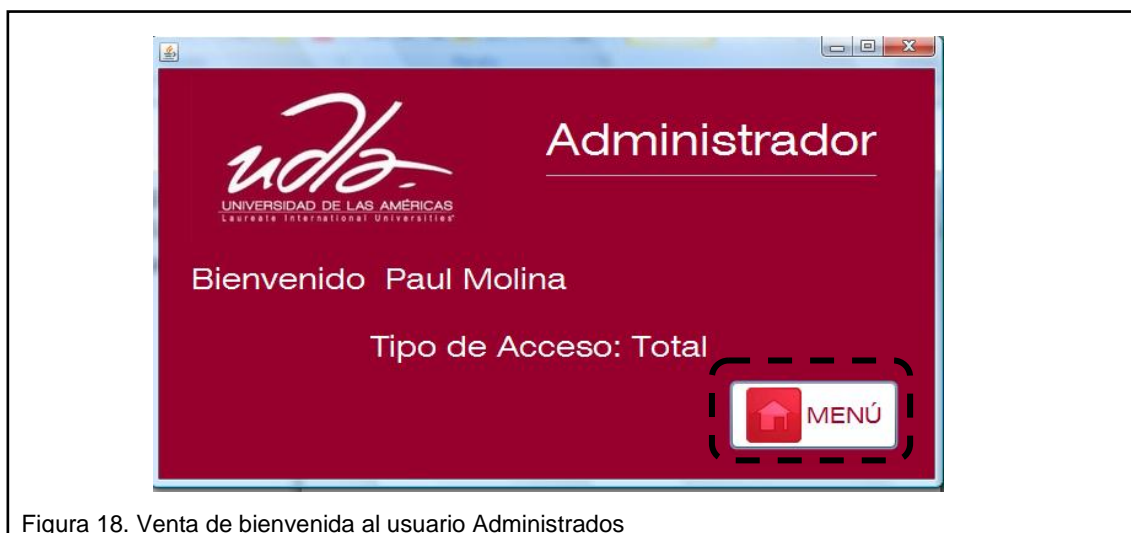 udla-
UNIVERSIDAD DE LAS AMÉRICAS
Laureate International Universities
Administrador
Bienvenido Paul Molina
Tipo de Acceso: Total
MENÚ
Figura 18. Venta de bienvenida al usuario Administrados